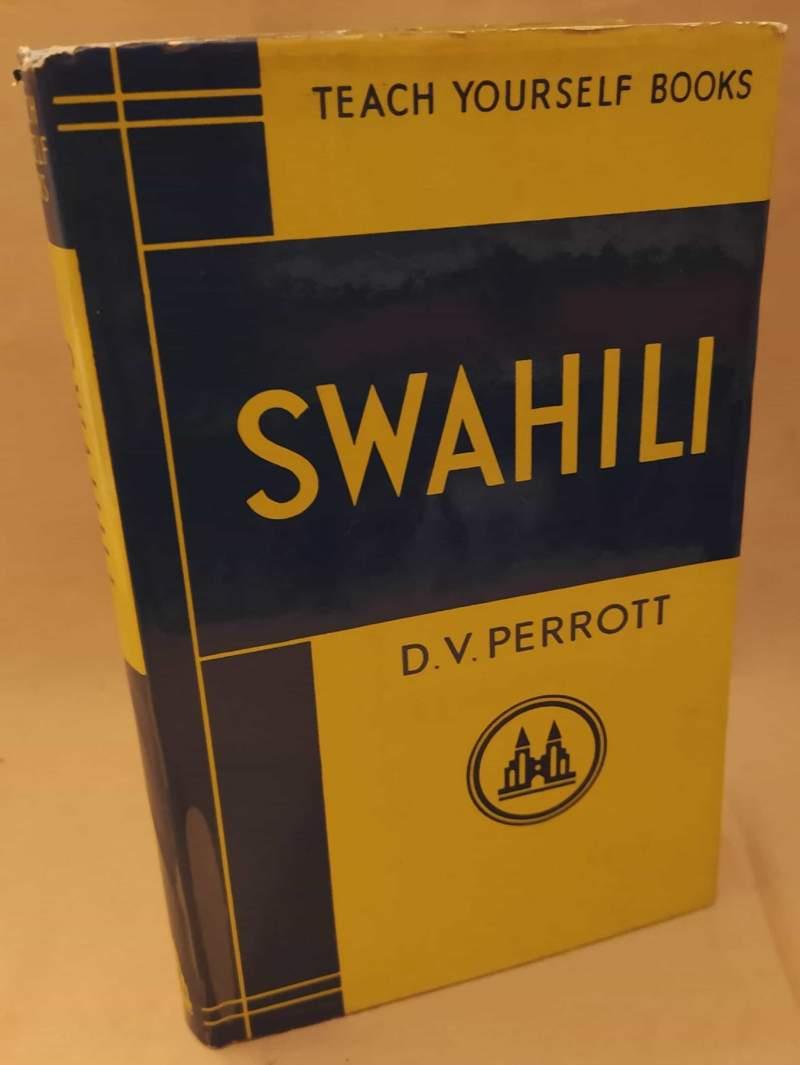 TEACH YOURSELF BOOKS
SWAHILI
D.V. PERROTT